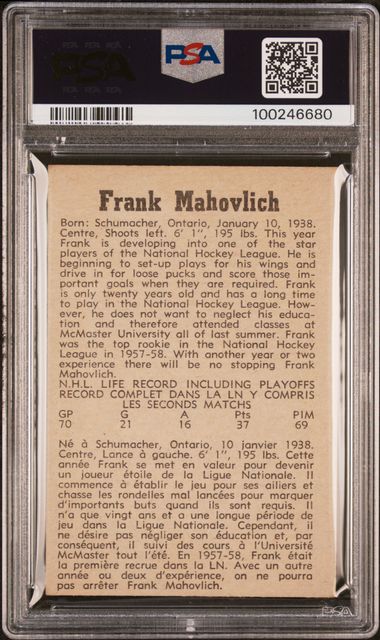 PSA
100246680
Frank Mahovlich
Born: Schumacher, Ontario, January 10, 1938.
Centre, Shoots left. 6' 1", 195 lbs. This year
Frank is developing into one of the star
players of the National Hockey League. He is
beginning to set-up plays for his wings and
drive in for loose pucks and score those im-
portant goals when they are required. Frank
is only twenty years old and has a long time
to play in the National Hockey League. How-
ever, he does not want to neglect his educa-
tion and therefore attended classes at
McMaster University all of last summer. Frank
was the top rookie in the National Hockey
League in 1957-58. With another year or two
experience there will be no stopping Frank
Mahovlich.
N.H.L. LIFE RECORD INCLUDING PLAYOFFS
RECORD COMPLET DANS LA LN Y COMPRIS
LES SECONDS MATCHS
GP G A Pts PIM
70 21 16 37 69
Né à Schumacher, Ontario, 10 janvier 1938.
Centre, Lance à gauche. 6' 1", 195 lbs. Cette
année Frank se met en valeur pour devenir
un joueur étoile de la Ligue Nationale. Il
commence à établir le jeu pour ses ailiers et
chasse les rondelles mal lancées pour marquer
d'importants buts quand ils sont requis. Il
n'a que vingt ans et a une longue période de
jeu dans la Ligue Nationale. Cependant, il
ne désire pas négliger son éducation et, par
conséquent, il suivi des cours à l'Université
McMaster tout l'été. En 1957-58, Frank était
la première recrue dans la LN. Avec un autre
année ou deux d'expérience, on ne pourra
pas arrêter Frank Mahovlich.
PSA